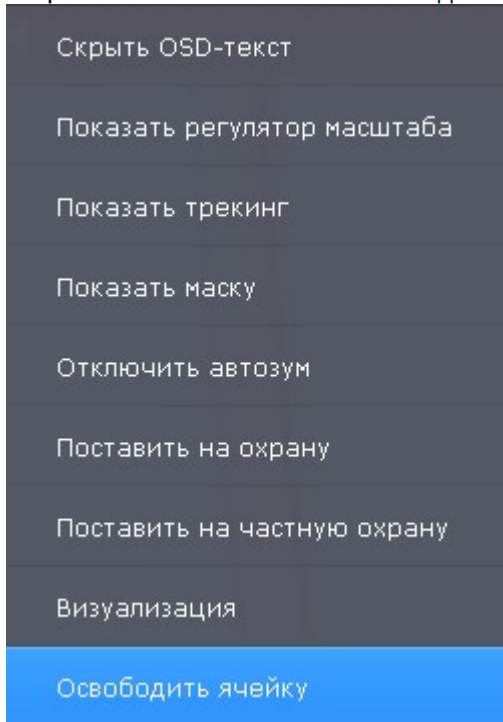 Скрыть OSD-текст
Показать регулятор масштаба
Показать трекинг
Показать маску
Отключить автозум
Поставить на охрану
Поставить на частную охрану
Визуализация
Освободить ячейку